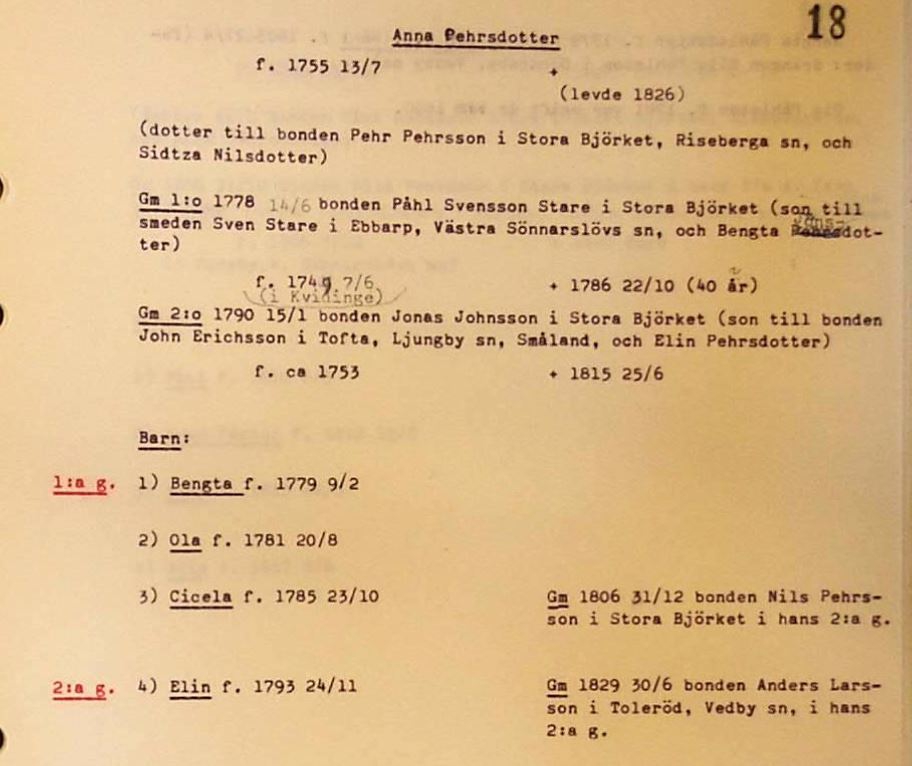 18
Anna Pehrsdotter
f. 1755 13/7 +
(levde 1826)
(dotter till bonden Pehr Pehrsson i Stora Björket, Riseberga sn, och
Sidtza Nilsdotter)
Gm 1:o 1778 14/6 bonden Påhl Svensson Stare i Stora Björket (son till
smeden Sven Stare i Ebbarp, Västra Sönnarslövs sn, och Bengta dot-
ter)
f. 1749 7/6 + 1786 22/10 (40 år)
(i Kvidinge)
Gm 2:o 1790 15/1 bonden Jonas Johnsson i Stora Björket (son till bonden
John Erichsson i Tofta, Ljungby sn, Småland, och Elin Pehrsdotter)
f. ca 1753 + 1815 25/6
Barn:
1:a g. 1) Bengta f. 1779 9/2
2) Ola f. 1781 20/8
3) Cicela f. 1785 23/10 Gm 1806 31/12 bonden Nils Pehrs-
son i Stora Björket i hans 2:a g.
2:a g. 4) Elin f. 1793 24/11 Gm 1829 30/6 bonden Anders Lars-
son i Toleröd, Vedby sn, i hans
2:a g.